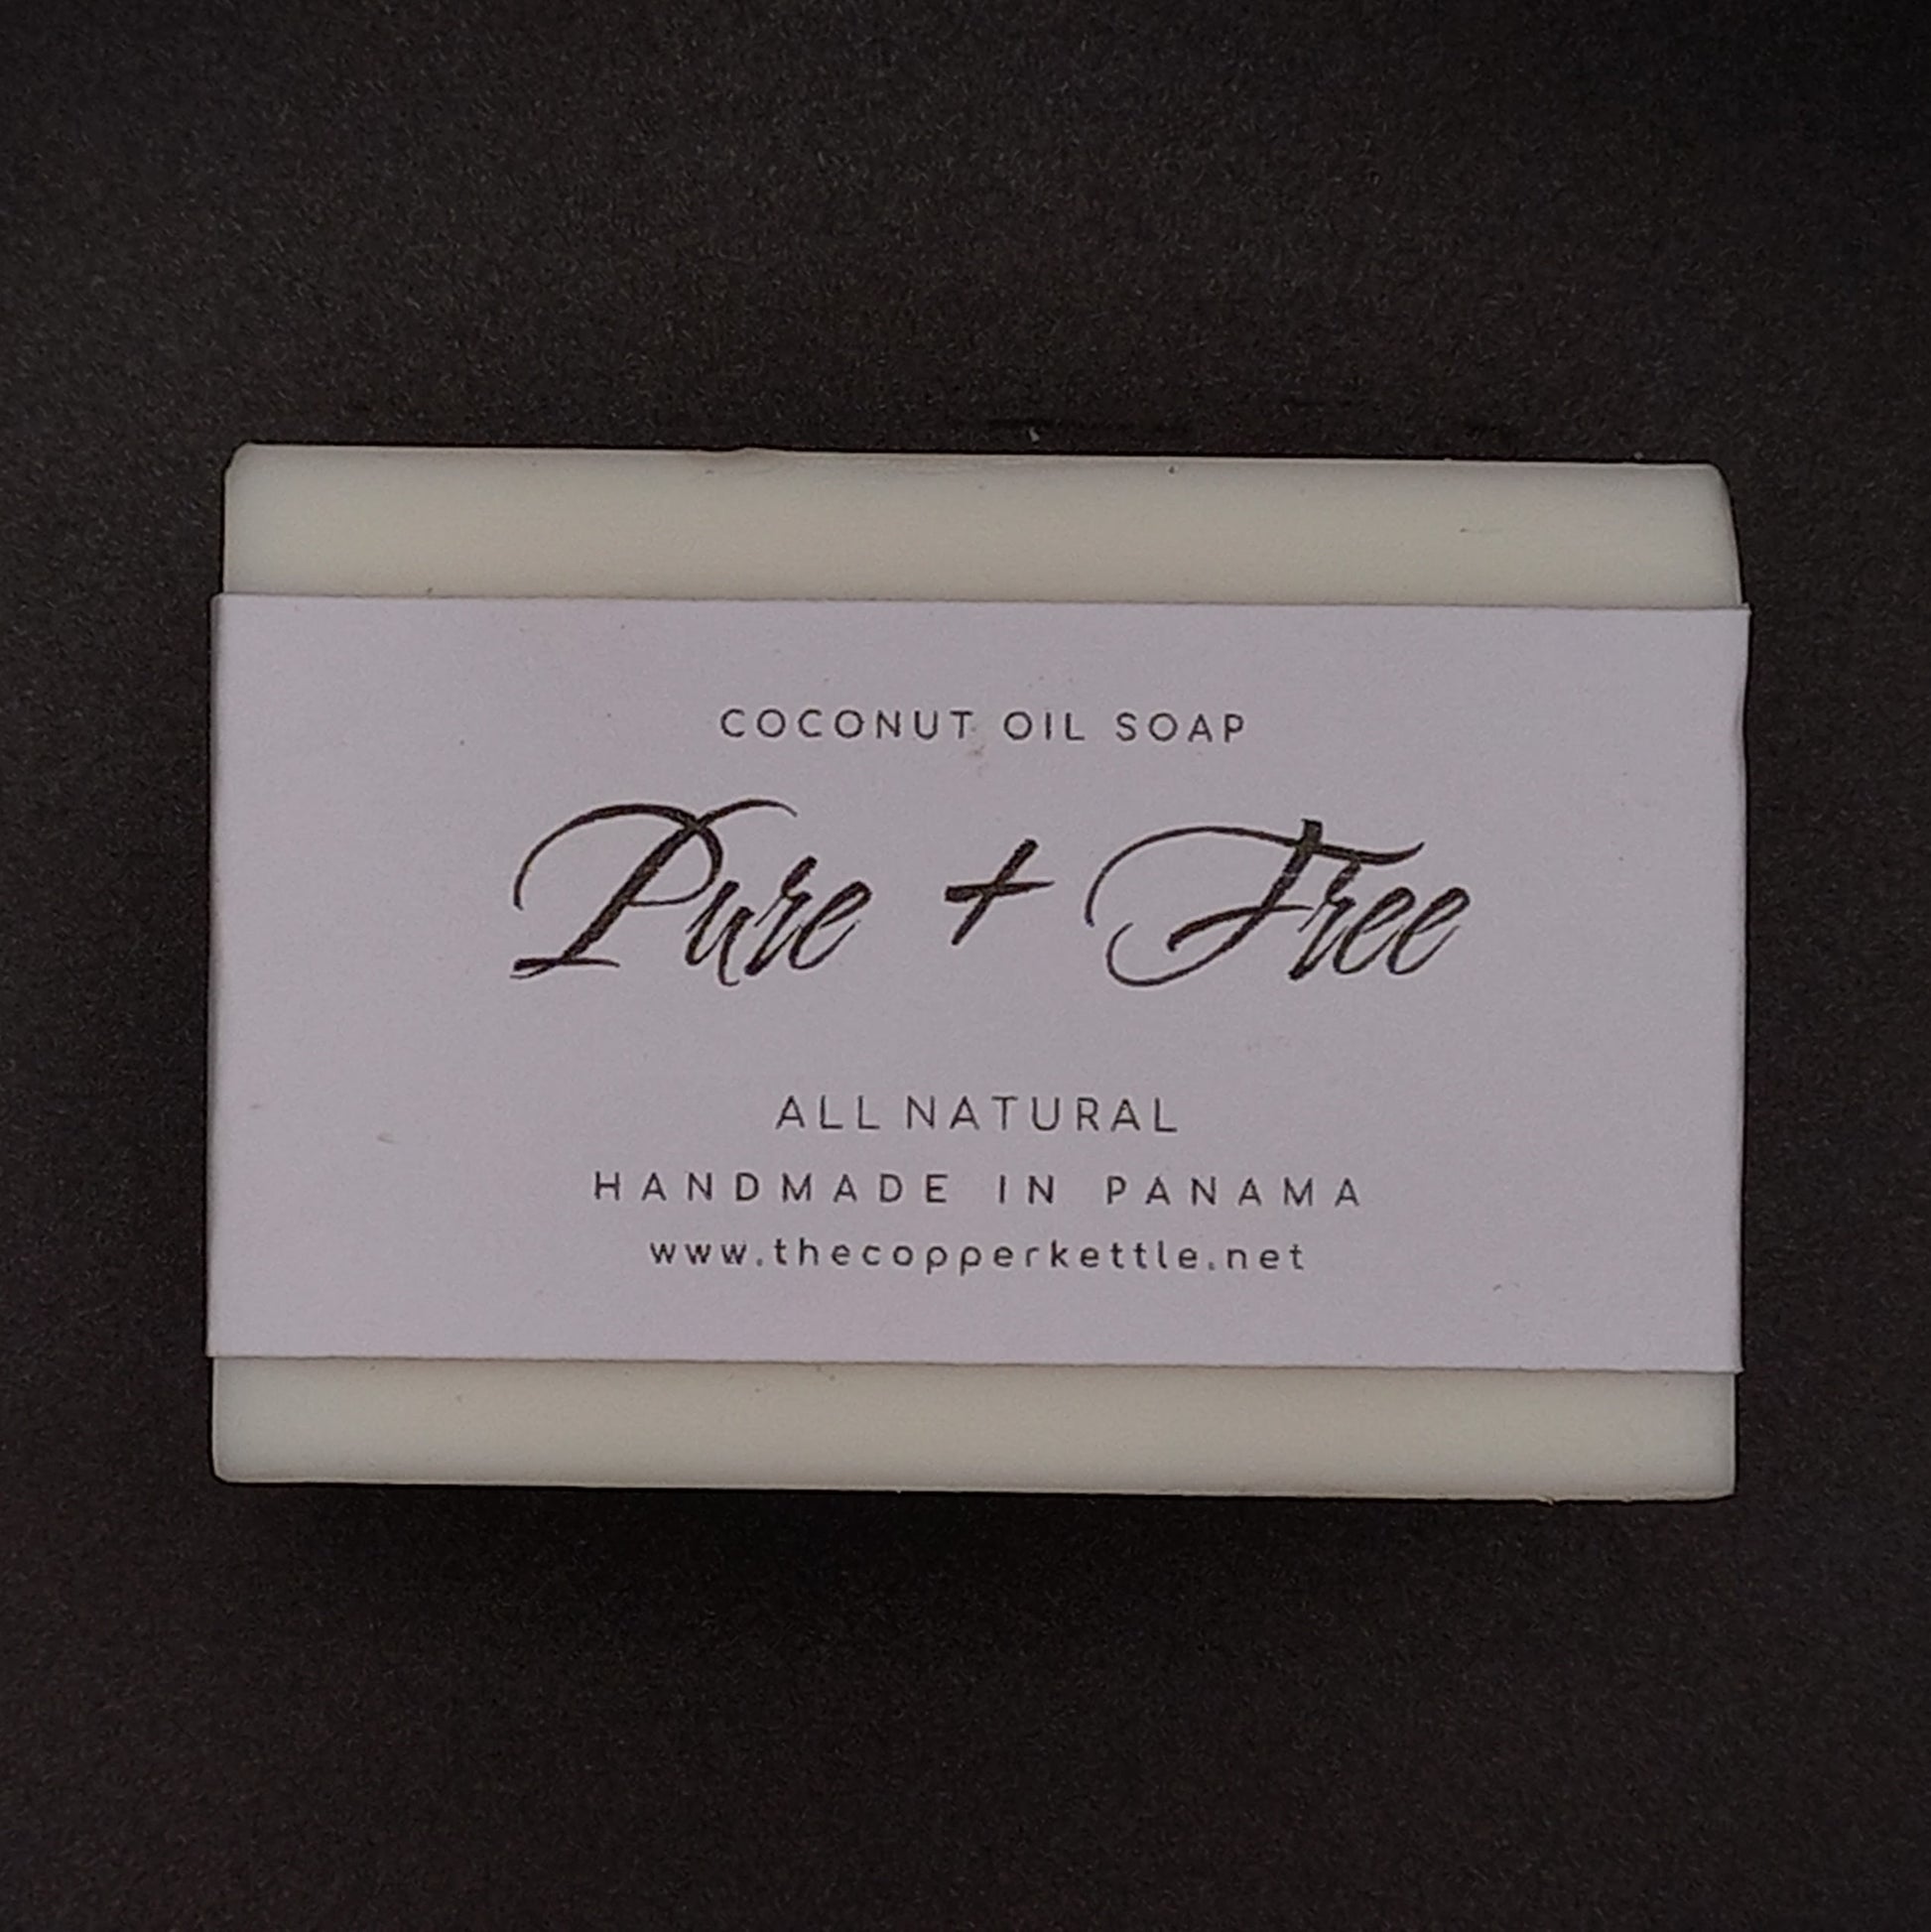 COCONUT OIL SOAP
Pure + Free
ALL NATURAL
HANDMADE IN PANAMA
www.thecopperkettle.net